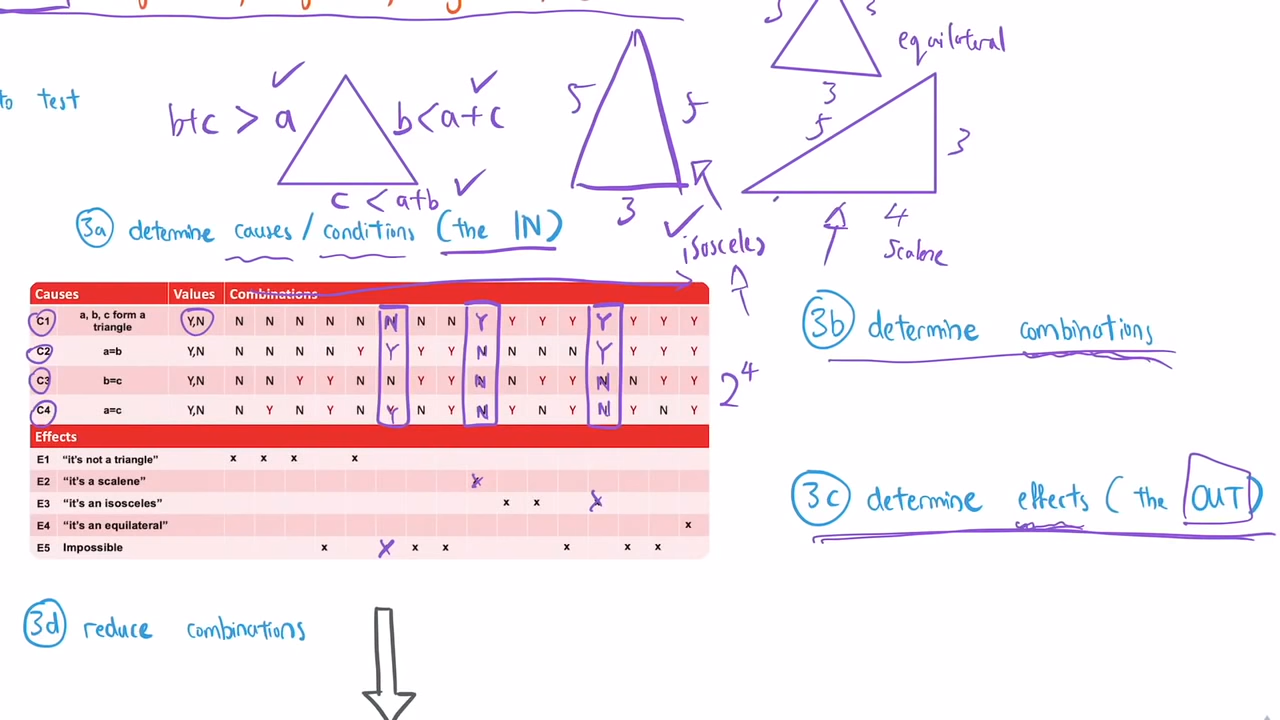 equilateral
3
5
3
4
scalene
to test
b+c > a
b<a+c
c < a+b
5
5
3
isosceles
3a determine causes / conditions (the IN)
Causes Values Combinations
C1 a, b, c form a triangle Y,N N N N N N N N N Y Y Y Y Y Y Y Y
C2 a=b Y,N N N N N Y Y Y Y N N N N Y Y Y Y
C3 b=c Y,N N N Y Y N N Y Y N N Y Y N N Y Y
C4 a=c Y,N N Y N Y N Y N Y N Y N Y N Y N Y
2^4
Effects
E1 "it's not a triangle" x x x x
E2 "it's a scalene" x
E3 "it's an isosceles" x x x
E4 "it's an equilateral" x
E5 Impossible x x x x x x x
3b determine combinations
3c determine effects (the OUT)
3d reduce combinations